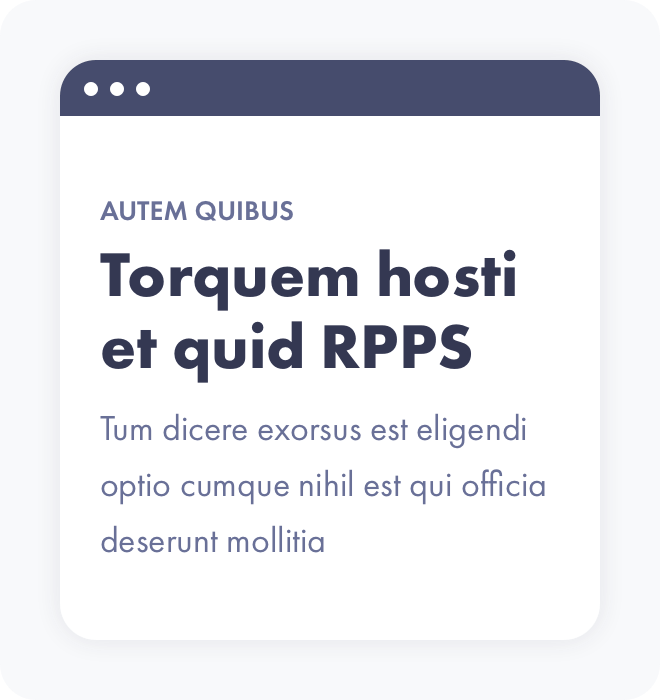 AUTEM QUIBUS
Torquem hosti
et quid RPPS
Tum dicere exorsus est eligendi
optio cumque nihil est qui officia
deserunt mollitia